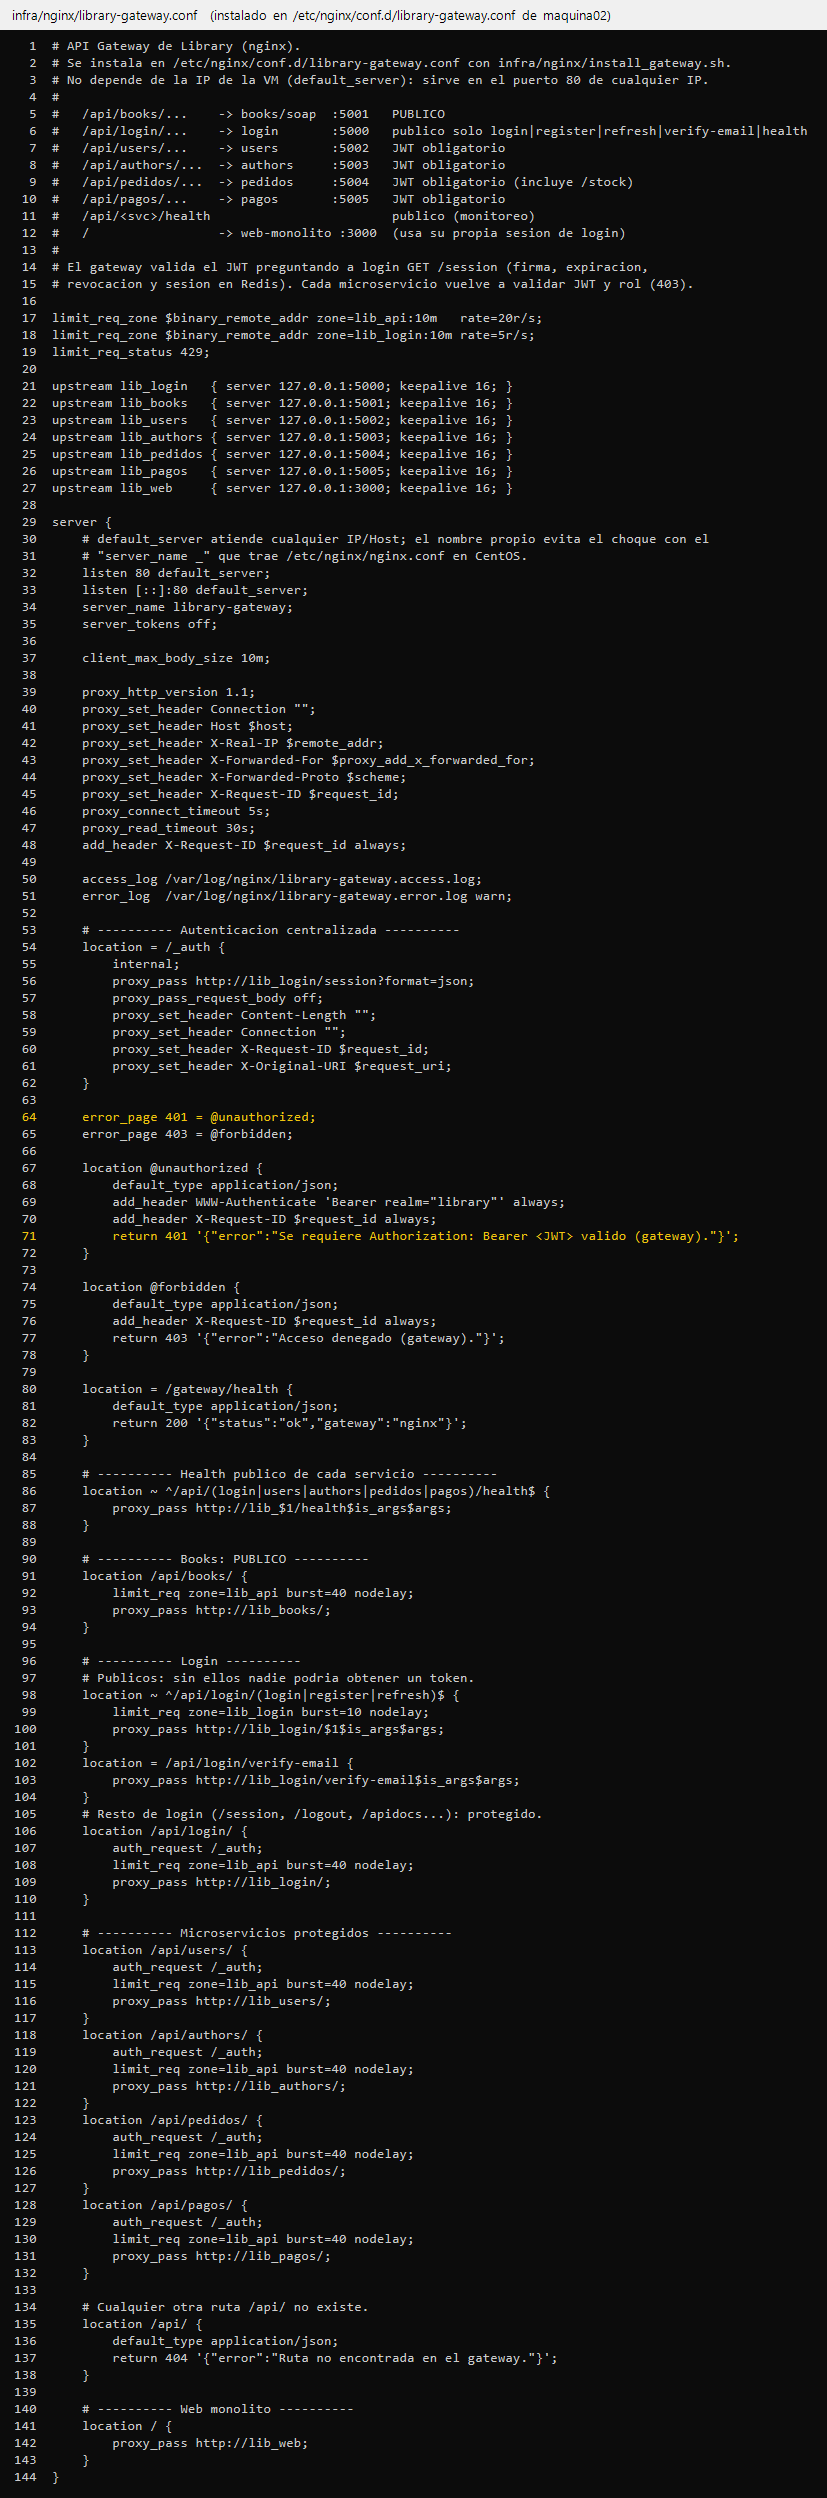 infra/nginx/library-gateway.conf (instalado en /etc/nginx/conf.d/library-gateway.conf de maquina02)
1 # API Gateway de Library (nginx).
2 # Se instala en /etc/nginx/conf.d/library-gateway.conf con infra/nginx/install_gateway.sh.
3 # No depende de la IP de la VM (default_server): sirve en el puerto 80 de cualquier IP.
4 #
5 #   /api/books/...    -> books/soap  :5001   PUBLICO
6 #   /api/login/...    -> login       :5000   publico solo login|register|refresh|verify-email|health
7 #   /api/users/...    -> users       :5002   JWT obligatorio
8 #   /api/authors/...  -> authors     :5003   JWT obligatorio
9 #   /api/pedidos/...  -> pedidos     :5004   JWT obligatorio (incluye /stock)
10 #   /api/pagos/...    -> pagos       :5005   JWT obligatorio
11 #   /api/<svc>/health                        publico (monitoreo)
12 #   /                 -> web-monolito :3000  (usa su propia sesion de login)
13 #
14 # El gateway valida el JWT preguntando a login GET /session (firma, expiracion,
15 # revocacion y sesion en Redis). Cada microservicio vuelve a validar JWT y rol (403).
16
17 limit_req_zone $binary_remote_addr zone=lib_api:10m   rate=20r/s;
18 limit_req_zone $binary_remote_addr zone=lib_login:10m rate=5r/s;
19 limit_req_status 429;
20
21 upstream lib_login   { server 127.0.0.1:5000; keepalive 16; }
22 upstream lib_books   { server 127.0.0.1:5001; keepalive 16; }
23 upstream lib_users   { server 127.0.0.1:5002; keepalive 16; }
24 upstream lib_authors { server 127.0.0.1:5003; keepalive 16; }
25 upstream lib_pedidos { server 127.0.0.1:5004; keepalive 16; }
26 upstream lib_pagos   { server 127.0.0.1:5005; keepalive 16; }
27 upstream lib_web     { server 127.0.0.1:3000; keepalive 16; }
28
29 server {
30     # default_server atiende cualquier IP/Host; el nombre propio evita el choque con el
31     # "server_name _" que trae /etc/nginx/nginx.conf en CentOS.
32     listen 80 default_server;
33     listen [::]:80 default_server;
34     server_name library-gateway;
35     server_tokens off;
36
37     client_max_body_size 10m;
38
39     proxy_http_version 1.1;
40     proxy_set_header Connection "";
41     proxy_set_header Host $host;
42     proxy_set_header X-Real-IP $remote_addr;
43     proxy_set_header X-Forwarded-For $proxy_add_x_forwarded_for;
44     proxy_set_header X-Forwarded-Proto $scheme;
45     proxy_set_header X-Request-ID $request_id;
46     proxy_connect_timeout 5s;
47     proxy_read_timeout 30s;
48     add_header X-Request-ID $request_id always;
49
50     access_log /var/log/nginx/library-gateway.access.log;
51     error_log  /var/log/nginx/library-gateway.error.log warn;
52
53     # ---------- Autenticacion centralizada ----------
54     location = /_auth {
55         internal;
56         proxy_pass http://lib_login/session?format=json;
57         proxy_pass_request_body off;
58         proxy_set_header Content-Length "";
59         proxy_set_header Connection "";
60         proxy_set_header X-Request-ID $request_id;
61         proxy_set_header X-Original-URI $request_uri;
62     }
63
64     error_page 401 = @unauthorized;
65     error_page 403 = @forbidden;
66
67     location @unauthorized {
68         default_type application/json;
69         add_header WWW-Authenticate 'Bearer realm="library"' always;
70         add_header X-Request-ID $request_id always;
71         return 401 '{"error":"Se requiere Authorization: Bearer <JWT> valido (gateway)."}';
72     }
73
74     location @forbidden {
75         default_type application/json;
76         add_header X-Request-ID $request_id always;
77         return 403 '{"error":"Acceso denegado (gateway)."}';
78     }
79
80     location = /gateway/health {
81         default_type application/json;
82         return 200 '{"status":"ok","gateway":"nginx"}';
83     }
84
85     # ---------- Health publico de cada servicio ----------
86     location ~ ^/api/(login|users|authors|pedidos|pagos)/health$ {
87         proxy_pass http://lib_$1/health$is_args$args;
88     }
89
90     # ---------- Books: PUBLICO ----------
91     location /api/books/ {
92         limit_req zone=lib_api burst=40 nodelay;
93         proxy_pass http://lib_books/;
94     }
95
96     # ---------- Login ----------
97     # Publicos: sin ellos nadie podria obtener un token.
98     location ~ ^/api/login/(login|register|refresh)$ {
99         limit_req zone=lib_login burst=10 nodelay;
100         proxy_pass http://lib_login/$1$is_args$args;
101     }
102     location = /api/login/verify-email {
103         proxy_pass http://lib_login/verify-email$is_args$args;
104     }
105     # Resto de login (/session, /logout, /apidocs...): protegido.
106     location /api/login/ {
107         auth_request /_auth;
108         limit_req zone=lib_api burst=40 nodelay;
109         proxy_pass http://lib_login/;
110     }
111
112     # ---------- Microservicios protegidos ----------
113     location /api/users/ {
114         auth_request /_auth;
115         limit_req zone=lib_api burst=40 nodelay;
116         proxy_pass http://lib_users/;
117     }
118     location /api/authors/ {
119         auth_request /_auth;
120         limit_req zone=lib_api burst=40 nodelay;
121         proxy_pass http://lib_authors/;
122     }
123     location /api/pedidos/ {
124         auth_request /_auth;
125         limit_req zone=lib_api burst=40 nodelay;
126         proxy_pass http://lib_pedidos/;
127     }
128     location /api/pagos/ {
129         auth_request /_auth;
130         limit_req zone=lib_api burst=40 nodelay;
131         proxy_pass http://lib_pagos/;
132     }
133
134     # Cualquier otra ruta /api/ no existe.
135     location /api/ {
136         default_type application/json;
137         return 404 '{"error":"Ruta no encontrada en el gateway."}';
138     }
139
140     # ---------- Web monolito ----------
141     location / {
142         proxy_pass http://lib_web;
143     }
144 }